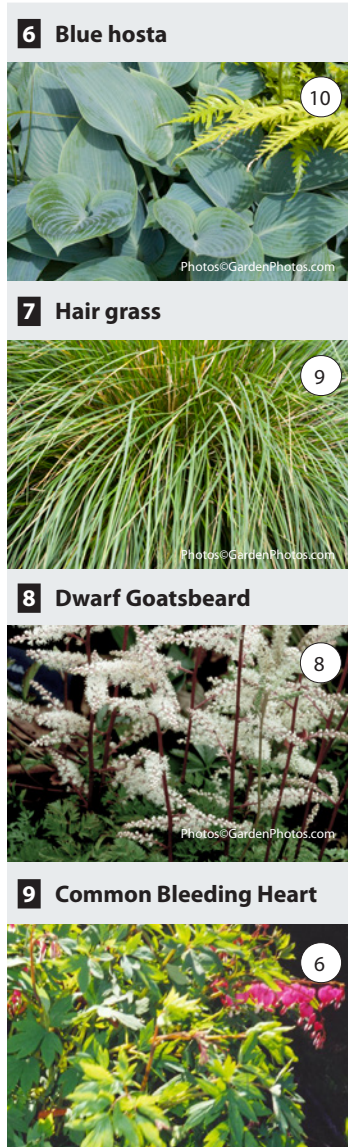 6 Blue hosta
10
Photos©GardenPhotos.com
7 Hair grass
9
Photos©GardenPhotos.com
8 Dwarf Goatsbeard
8
Photos©GardenPhotos.com
9 Common Bleeding Heart
6